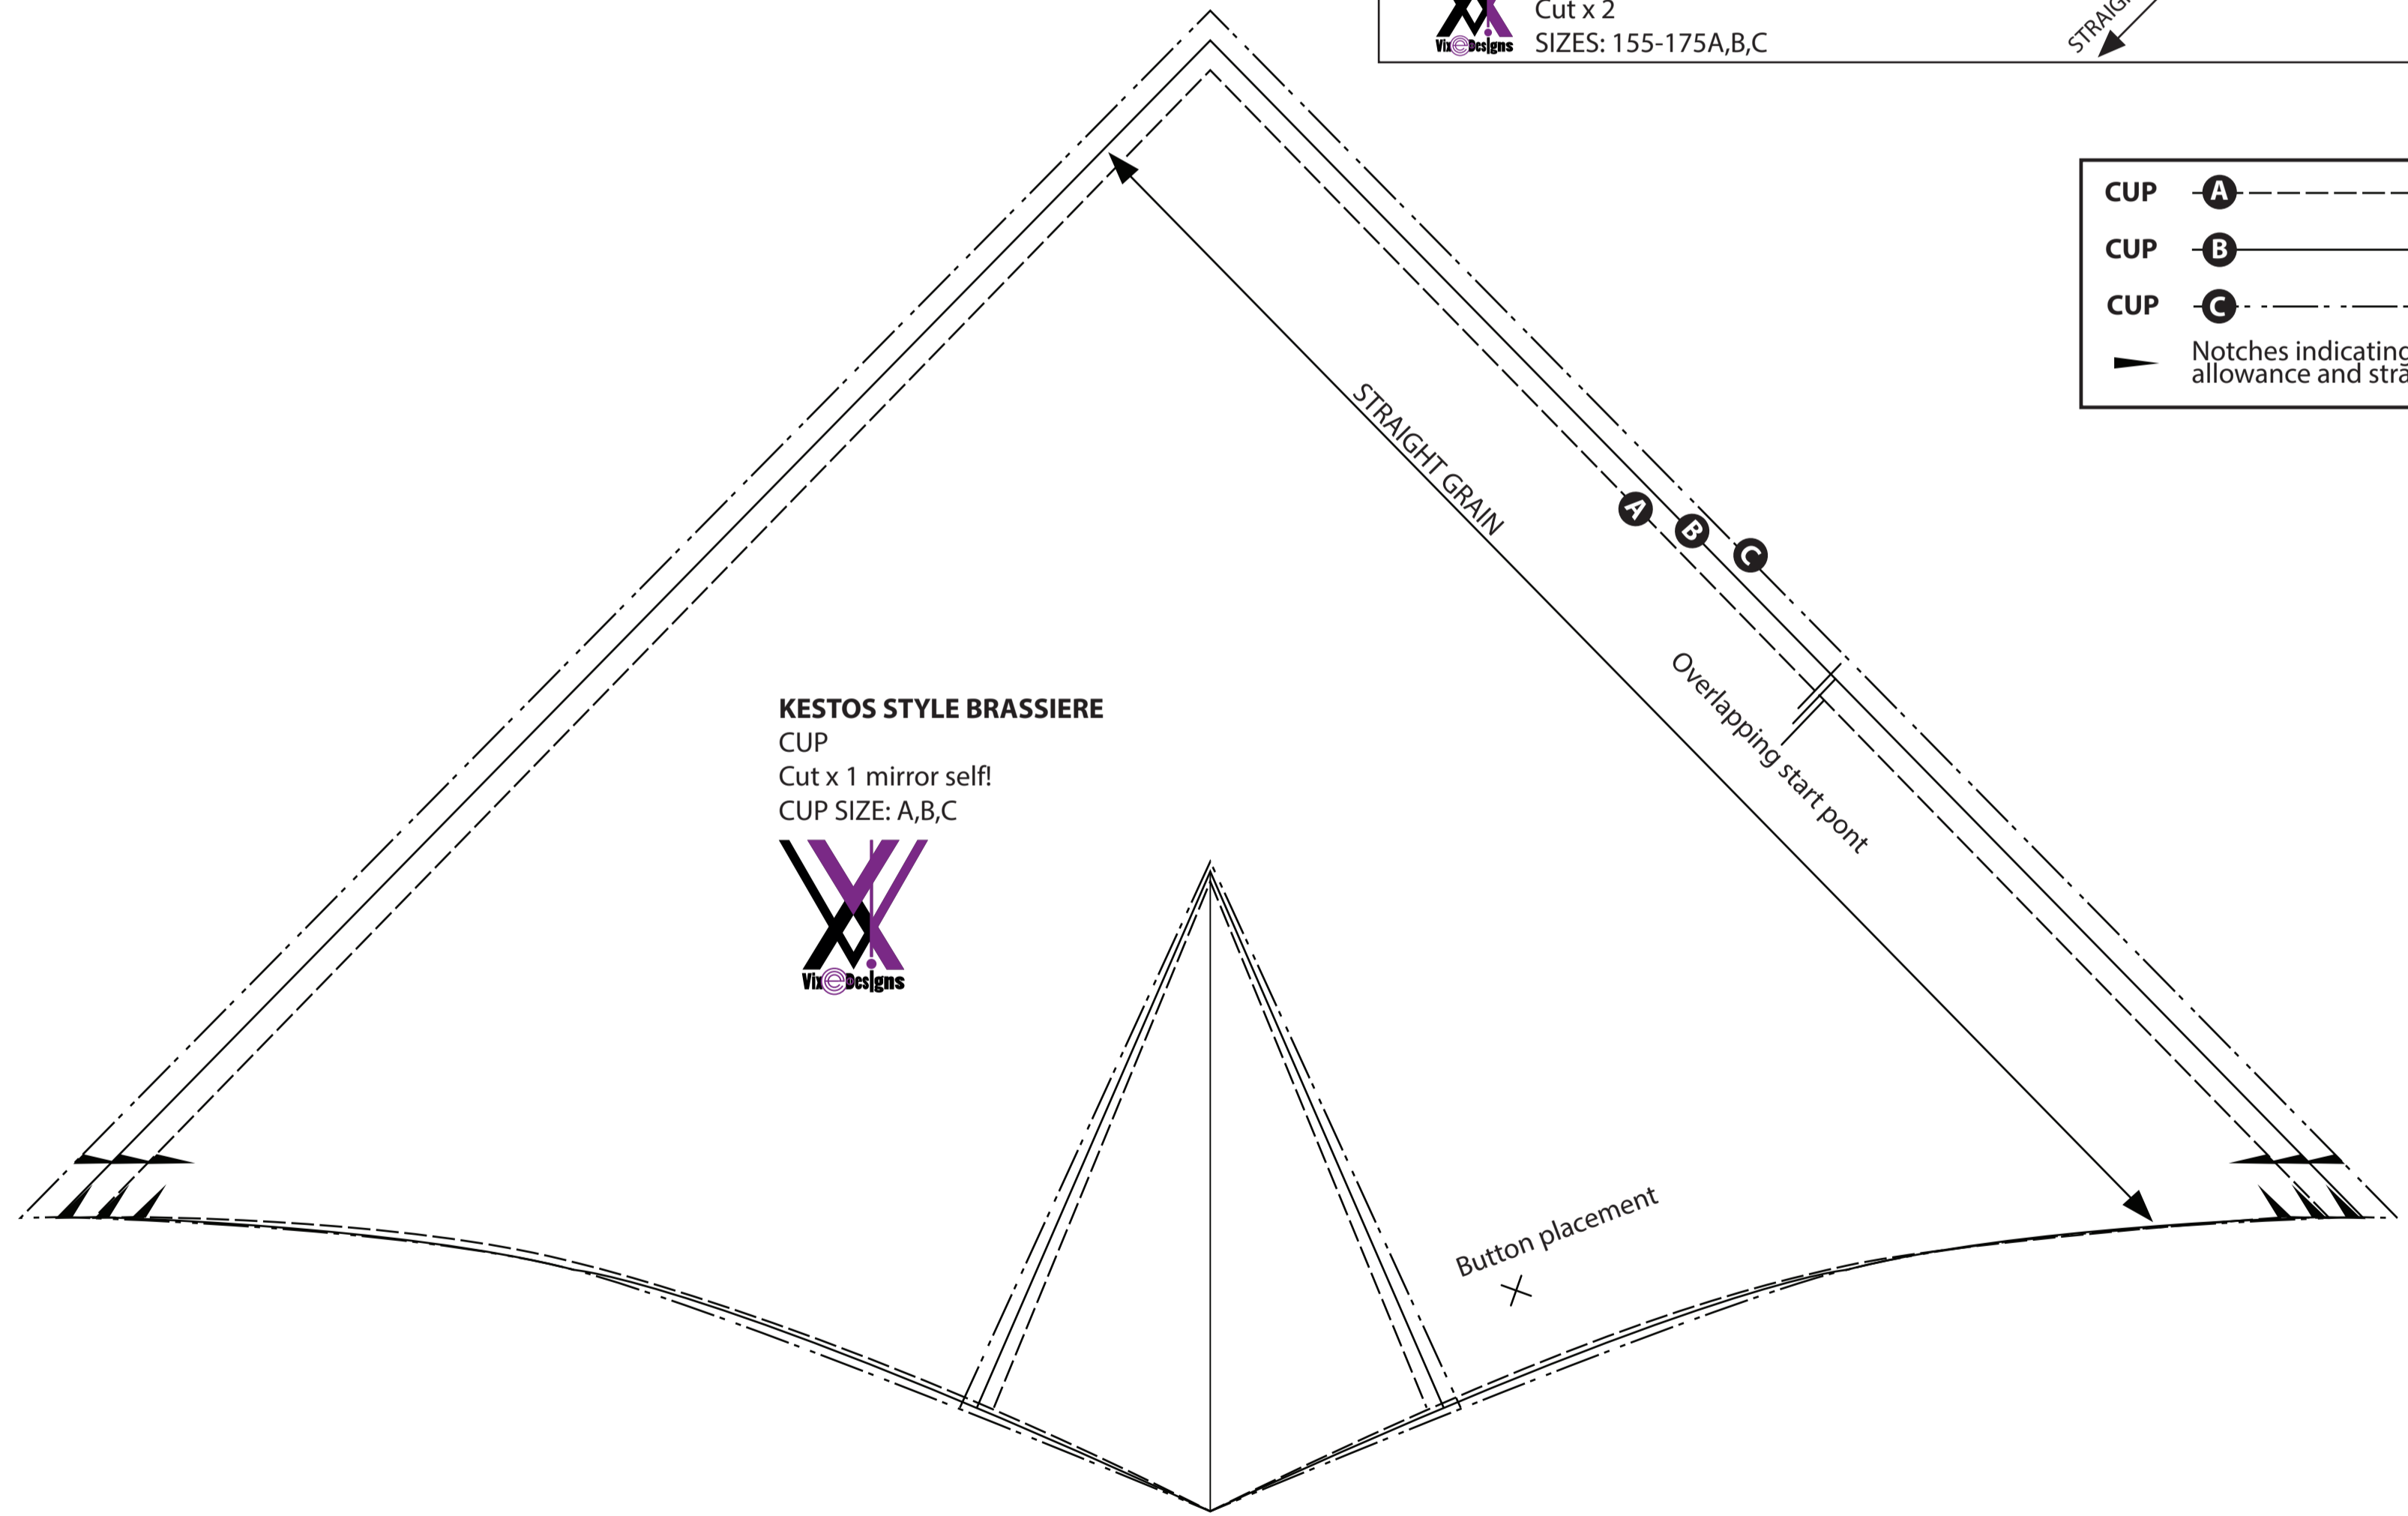 Cut x 2
SIZES: 155-175A,B,C
VixeDesigns
CUP A
CUP B
CUP C
Notches indicating
allowance and stra
STRAIGHT GRAIN
A B C
Overlapping start pont
KESTOS STYLE BRASSIERE
CUP
Cut x 1 mirror self!
CUP SIZE: A,B,C
VixeDesigns
Button placement